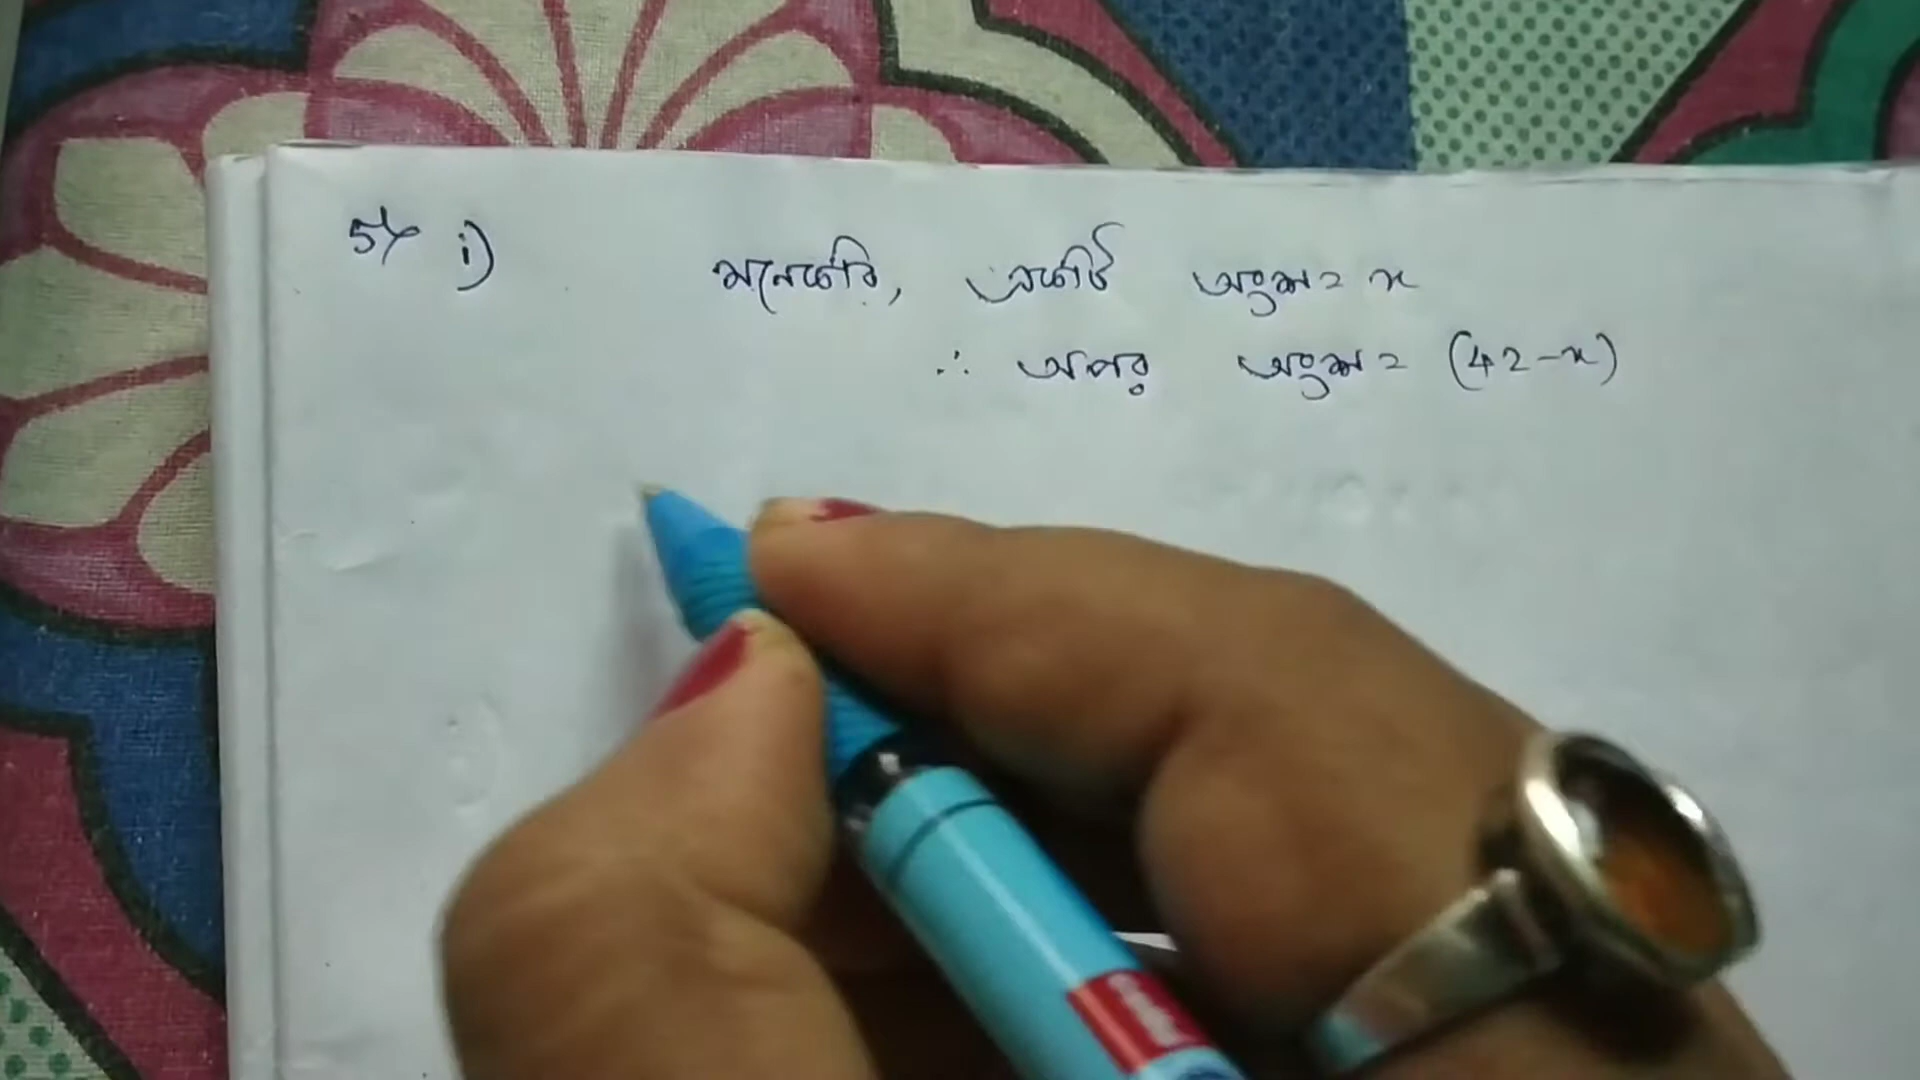 5) i) মনেকরি, একটি অংশ = x
∴ অপর অংশ = (42-x)